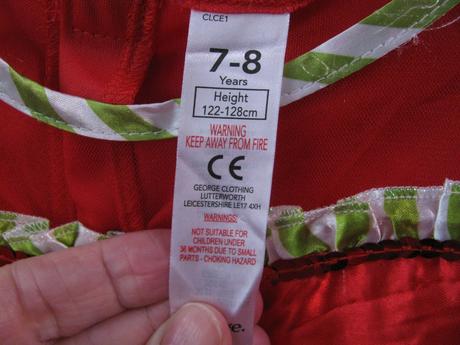 CLCE1
7-8
Years
Height
122-128cm
WARNING
KEEP AWAY FROM FIRE
CE
GEORGE CLOTHING
LUTTERWORTH
LEICESTERSHIRE LE17 4XH
WARNINGS:
NOT SUITABLE FOR
CHILDREN UNDER
36 MONTHS DUE TO SMALL
PARTS - CHOKING HAZARD